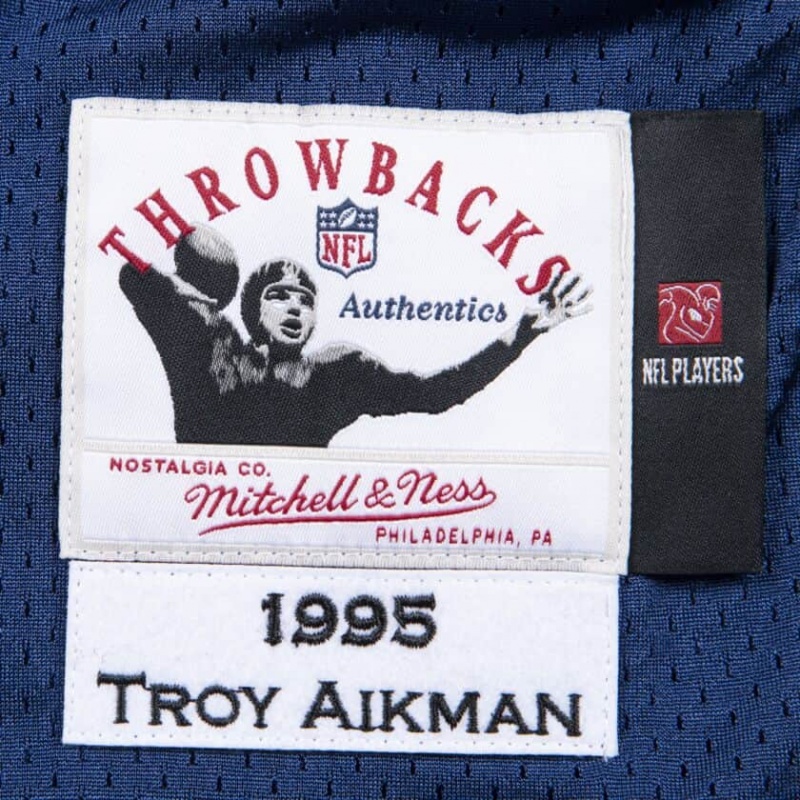 THROWBACKS
NFL
Authentics
NFL PLAYERS
NOSTALGIA CO.
Mitchell & Ness
PHILADELPHIA, PA
1995
TROY AIKMAN